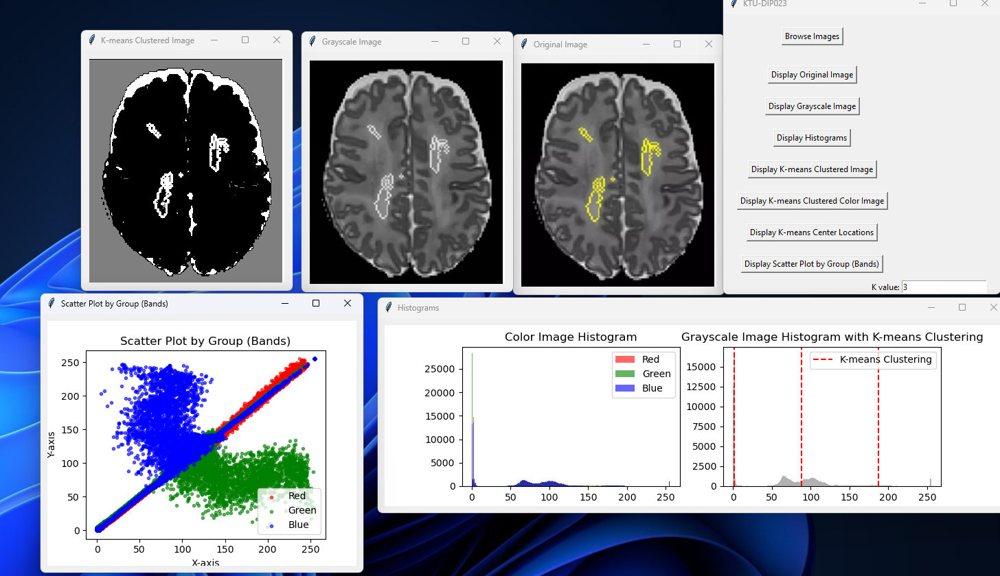 KTU-DIP023
Browse Images
Display Original Image
Display Grayscale Image
Display Histograms
Display K-means Clustered Image
Display K-means Clustered Color Image
Display K-means Center Locations
Display Scatter Plot by Group (Bands)
K value: 3
K-means Clustered Image
Grayscale Image
Original Image
Scatter Plot by Group (Bands)
Scatter Plot by Group (Bands)
250
200
150
100
50
0
Y-axis
0 50 100 150 200 250
X-axis
Red
Green
Blue
Histograms
Color Image Histogram
25000
20000
15000
10000
5000
0
0 50 100 150 200 250
Red
Green
Blue
Grayscale Image Histogram with K-means Clustering
15000
12500
10000
7500
5000
2500
0
0 50 100 150 200 250
K-means Clustering